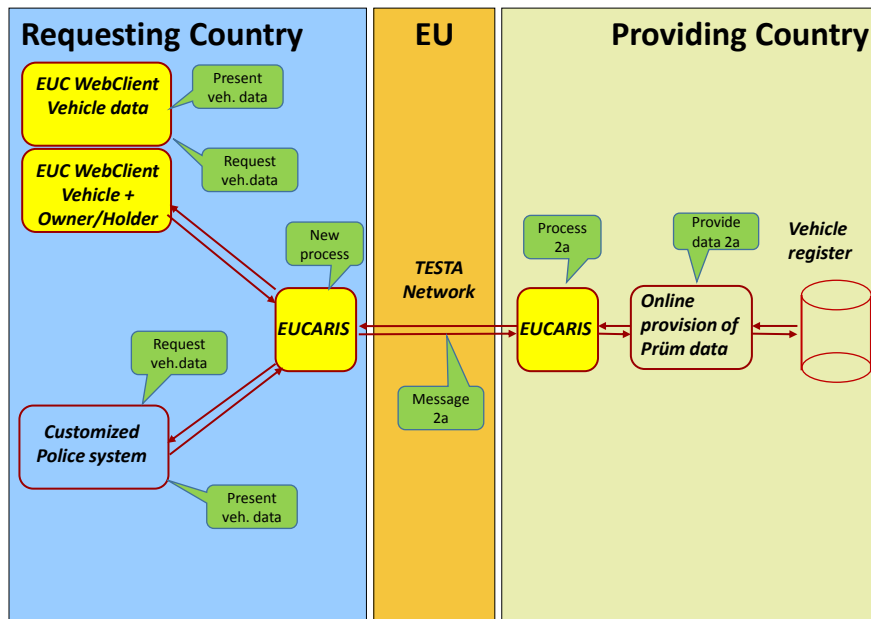 Requesting Country
EU
Providing Country
EUC WebClient
Vehicle data
Present
veh. data
Request
veh.data
EUC WebClient
Vehicle +
Owner/Holder
New
process
EUCARIS
Request
veh.data
Customized
Police system
Present
veh. data
TESTA
Network
Message
2a
Process
2a
EUCARIS
Provide
data 2a
Online
provision of
Prüm data
Vehicle
register